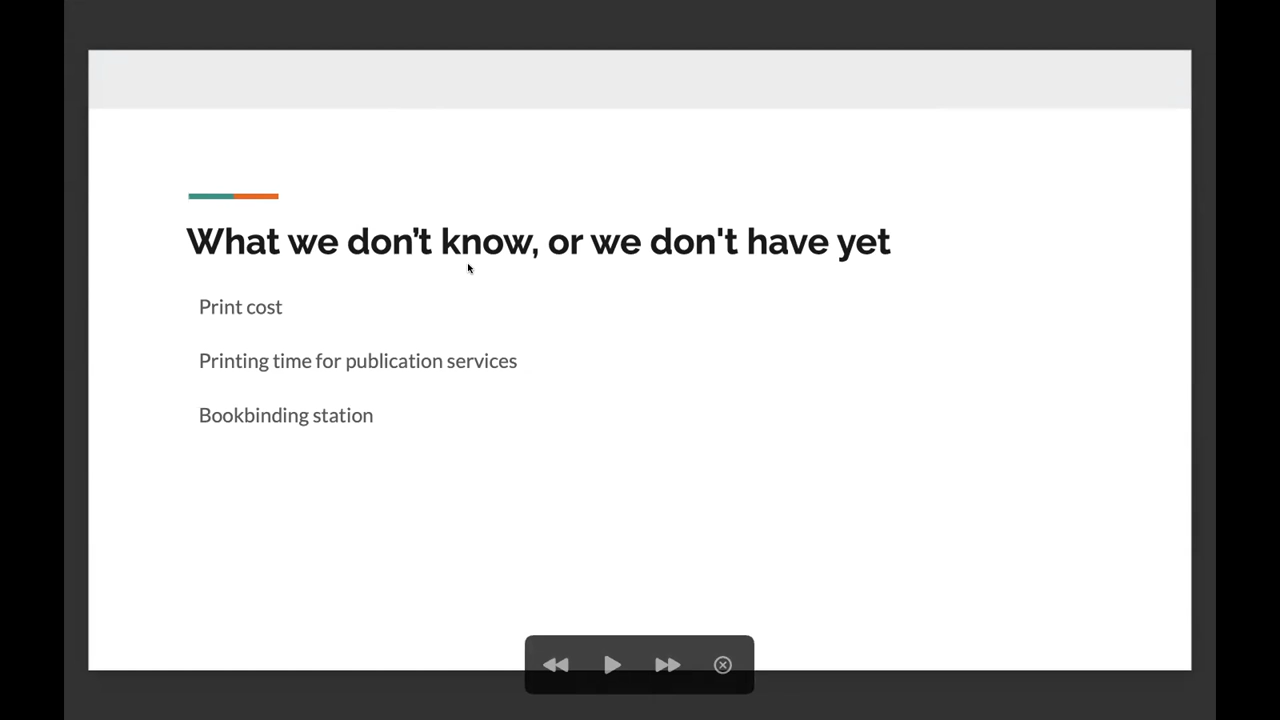 What we don’t know, or we don't have yet
Print cost
Printing time for publication services
Bookbinding station